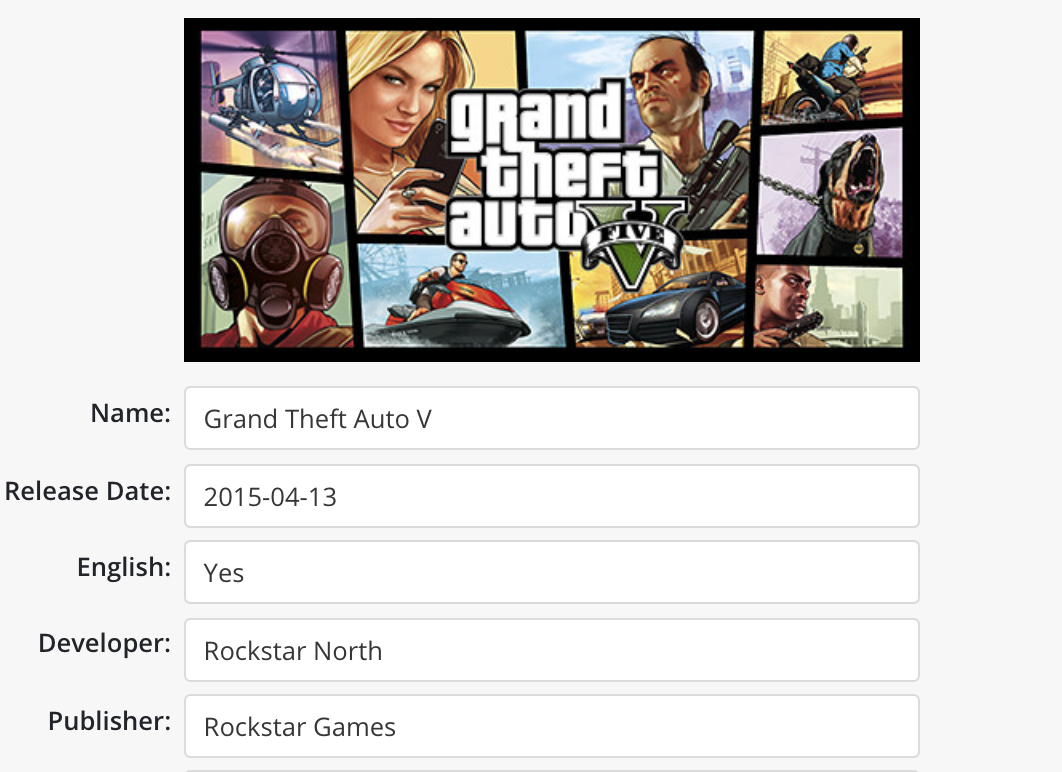 grand
theft
auto
FIVE
Name:
Grand Theft Auto V
Release Date:
2015-04-13
English:
Yes
Developer:
Rockstar North
Publisher:
Rockstar Games